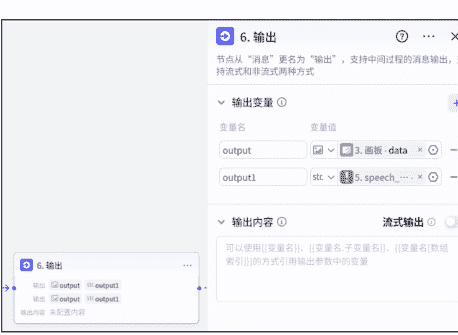 6. 输出
节点从“消息”更名为“输出”，支持中间过程的消息输出，
持流式和非流式两种方式
输出变量
变量名 变量值
output 3. 画板 · data
output1 str. 5. speech_··· ·
输出内容 流式输出
可以使用{{变量名}}、{{变量名.子变量名}}、{{变量名[数组
索引]}}的方式引用输出参数中的变量
6. 输出
输出 output str. output1
输出 output str. output1
输出内容 未配置内容